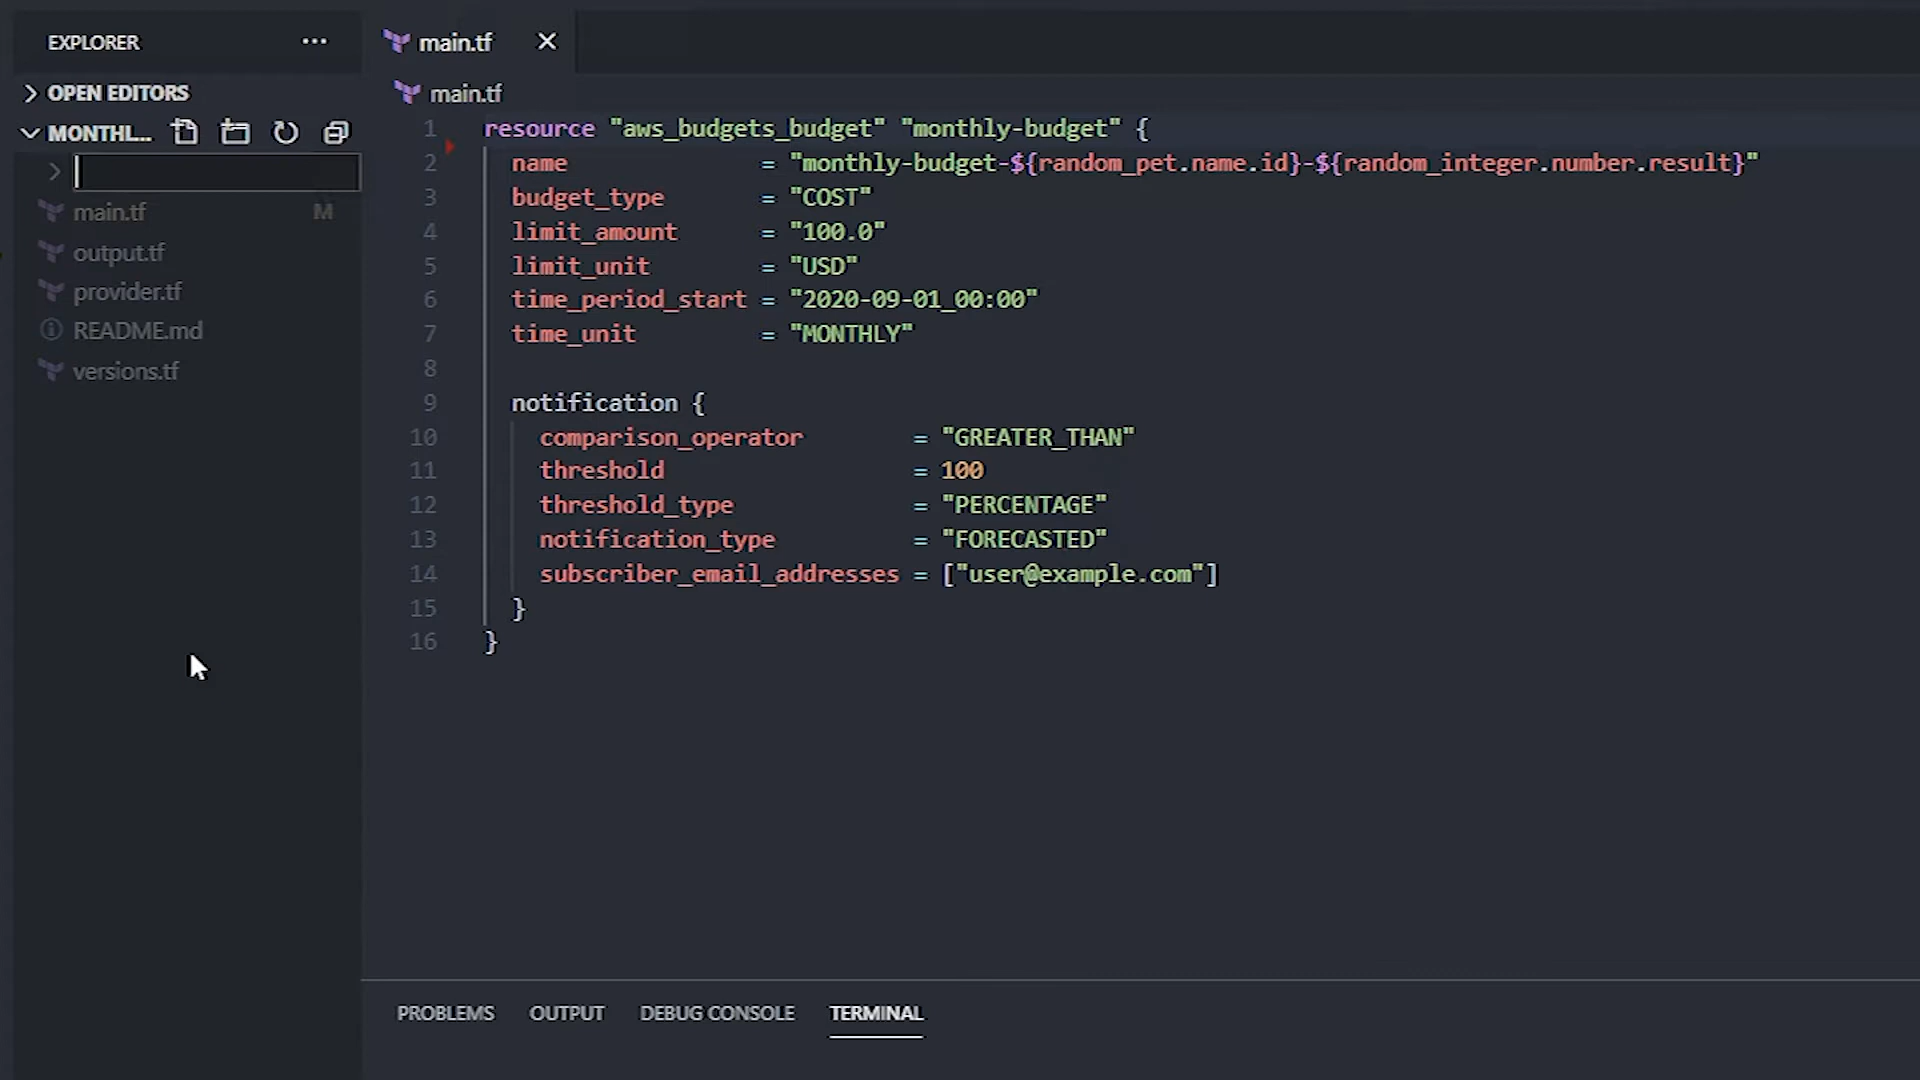 EXPLORER
OPEN EDITORS
MONTHL...
main.tf M
output.tf
provider.tf
README.md
versions.tf
main.tf
main.tf
1 resource "aws_budgets_budget" "monthly-budget" {
2 name = "monthly-budget-${random_pet.name.id}-${random_integer.number.result}"
3 budget_type = "COST"
4 limit_amount = "100.0"
5 limit_unit = "USD"
6 time_period_start = "2020-09-01_00:00"
7 time_unit = "MONTHLY"
8
9 notification {
10 comparison_operator = "GREATER_THAN"
11 threshold = 100
12 threshold_type = "PERCENTAGE"
13 notification_type = "FORECASTED"
14 subscriber_email_addresses = ["user@example.com"]
15 }
16 }
PROBLEMS OUTPUT DEBUG CONSOLE TERMINAL